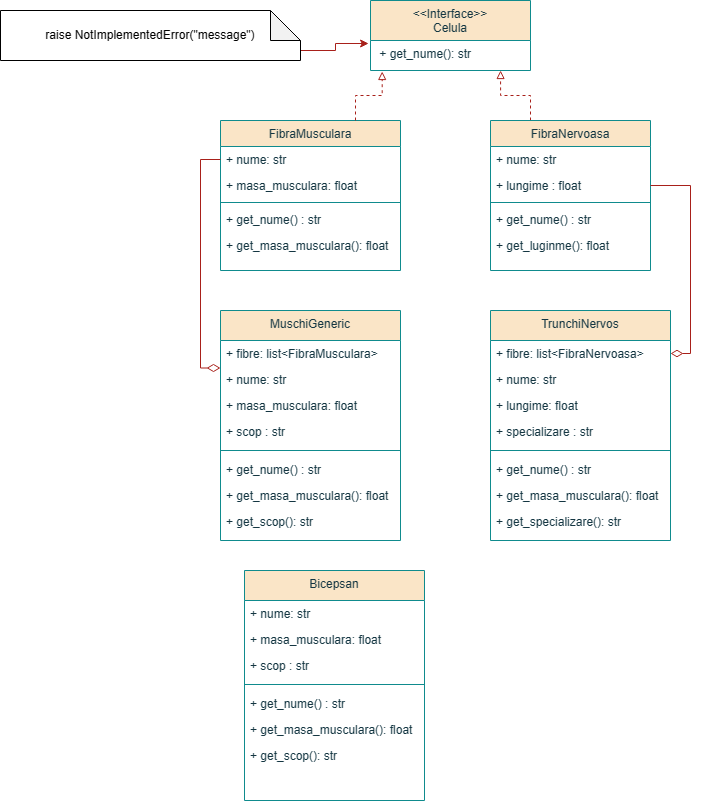 raise NotImplementedError("message")
<<Interface>>
Celula
+ get_nume(): str
FibraMusculara
+ nume: str
+ masa_musculara: float
+ get_nume() : str
+ get_masa_musculara(): float
FibraNervoasa
+ nume: str
+ lungime : float
+ get_nume() : str
+ get_luginme(): float
MuschiGeneric
+ fibre: list<FibraMusculara>
+ nume: str
+ masa_musculara: float
+ scop : str
+ get_nume() : str
+ get_masa_musculara(): float
+ get_scop(): str
TrunchiNervos
+ fibre: list<FibraNervoasa>
+ nume: str
+ lungime: float
+ specializare : str
+ get_nume() : str
+ get_masa_musculara(): float
+ get_specializare(): str
Bicepsan
+ nume: str
+ masa_musculara: float
+ scop : str
+ get_nume() : str
+ get_masa_musculara(): float
+ get_scop(): str